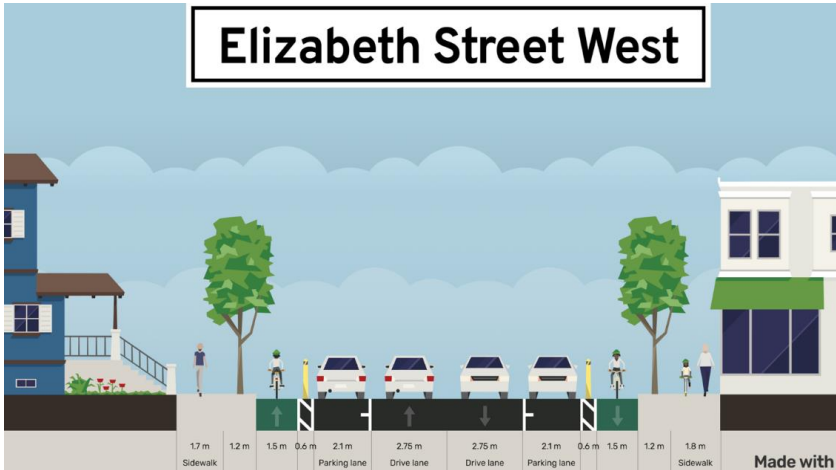 Elizabeth Street West
1.7 m 1.2 m 1.5 m 0.6 m 2.1 m 2.75 m 2.75 m 2.1 m 0.6 m 1.5 m 1.2 m 1.8 m
Sidewalk Parking lane Drive lane Drive lane Parking lane Sidewalk
Made with